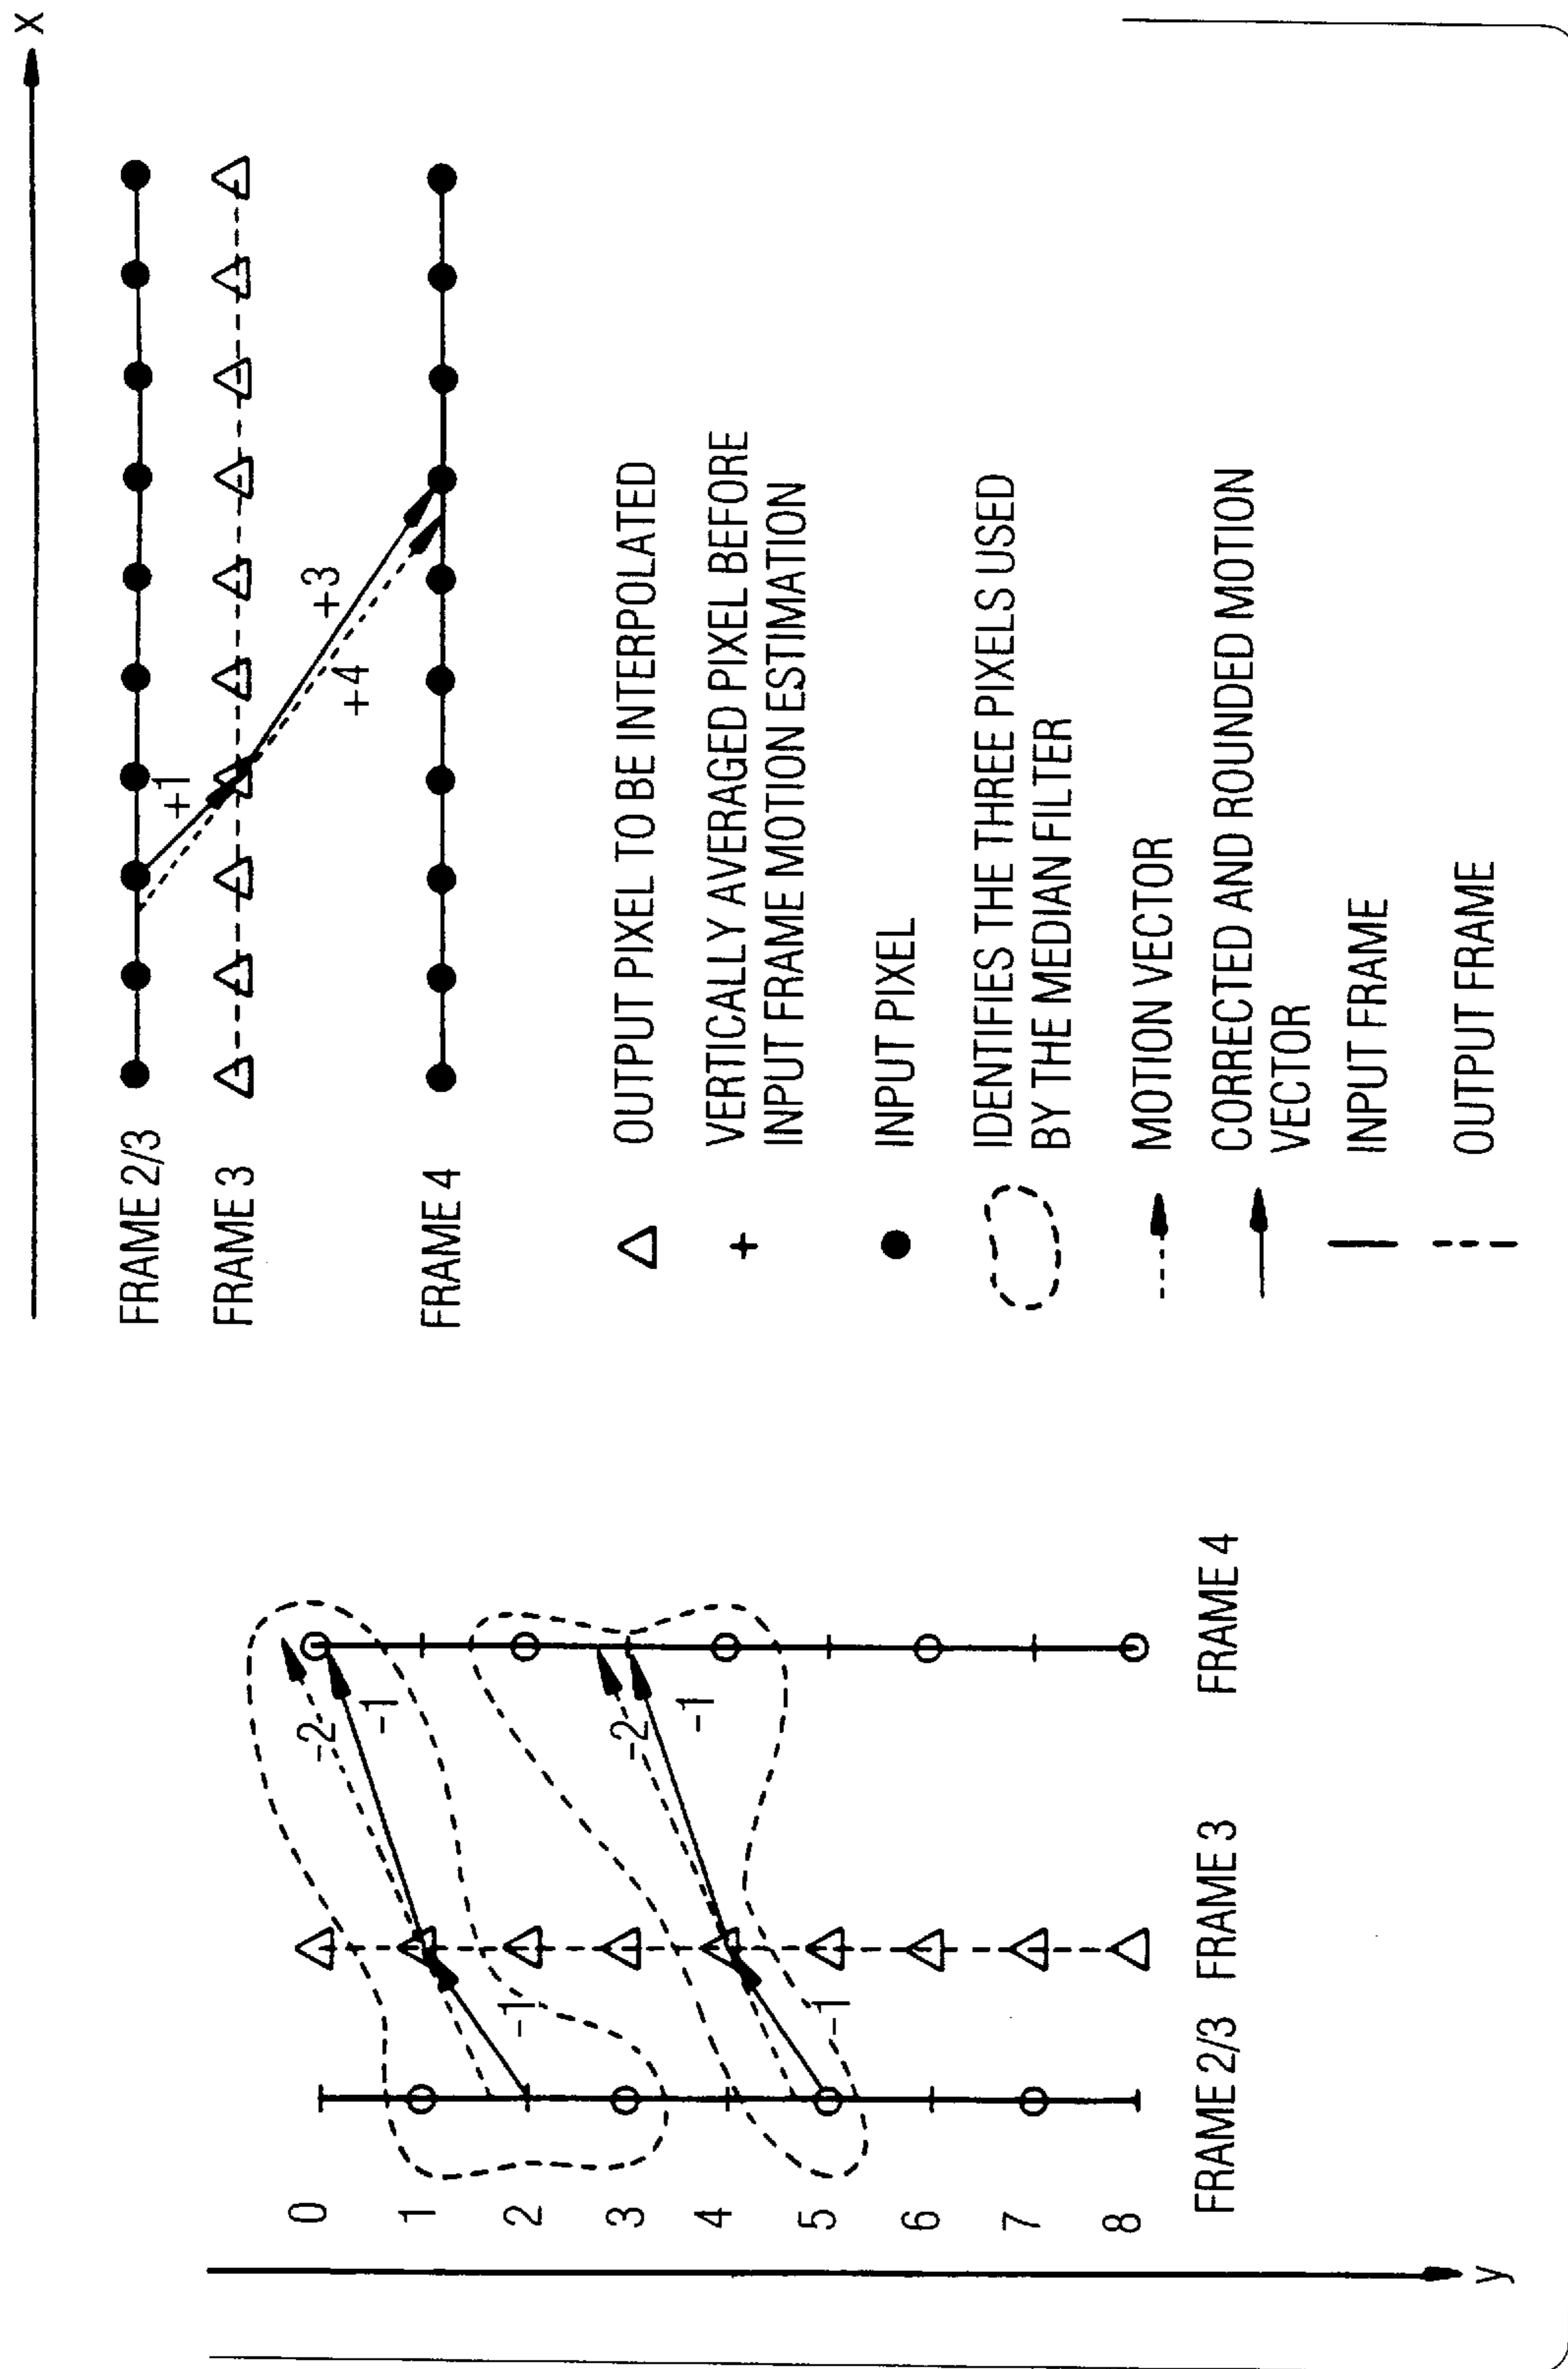 x
FRAME 2/3
FRAME 3
FRAME 4
+1
+3
+4
OUTPUT PIXEL TO BE INTERPOLATED
VERTICALLY AVERAGED PIXEL BEFORE
INPUT FRAME MOTION ESTIMATION
INPUT PIXEL
IDENTIFIES THE THREE PIXELS USED
BY THE MEDIAN FILTER
MOTION VECTOR
CORRECTED AND ROUNDED MOTION
VECTOR
INPUT FRAME
OUTPUT FRAME
0
1
2
3
4
5
6
7
8
y
-1
-2
-1
-1
-2
-1
FRAME 2/3
FRAME 3
FRAME 4